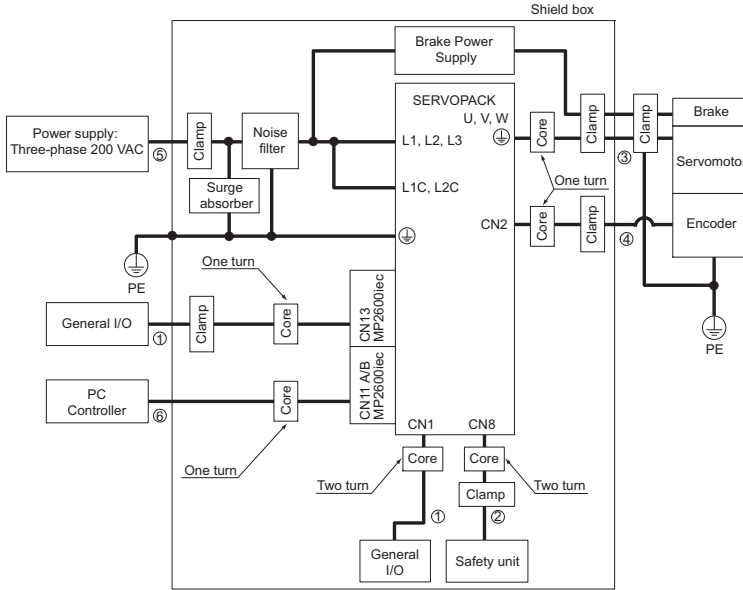 Shield box
Brake Power
Supply
SERVOPACK
U, V, W
L1, L2, L3
L1C, L2C
CN2
Power supply:
Three-phase 200 VAC
⑤
Clamp
Noise
filter
Surge
absorber
Core
Clamp
Clamp
③
Brake
Servomotor
One turn
Core
Clamp
④
Encoder
PE
PE
One turn
General I/O
①
Clamp
Core
CN13
MP2600iec
PC
Controller
⑥
Core
CN11 A/B
MP2600iec
One turn
CN1
CN8
Core
Core
Two turn
Two turn
Clamp
①
②
General
I/O
Safety unit